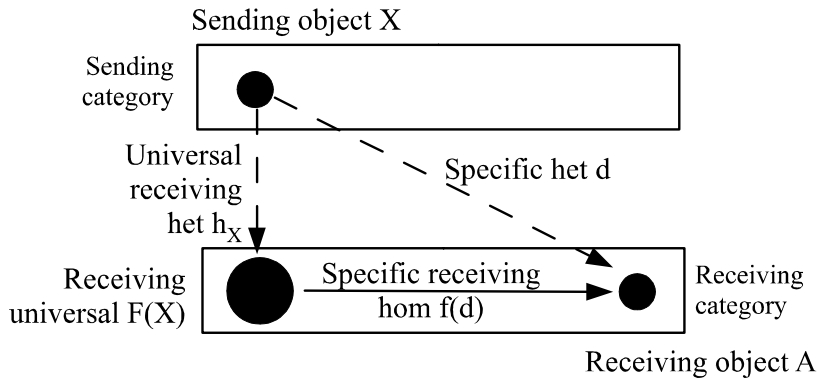 Sending object X
Sending
category
Universal
receiving
het h_X
Specific het d
Receiving
universal F(X)
Specific receiving
hom f(d)
Receiving
category
Receiving object A